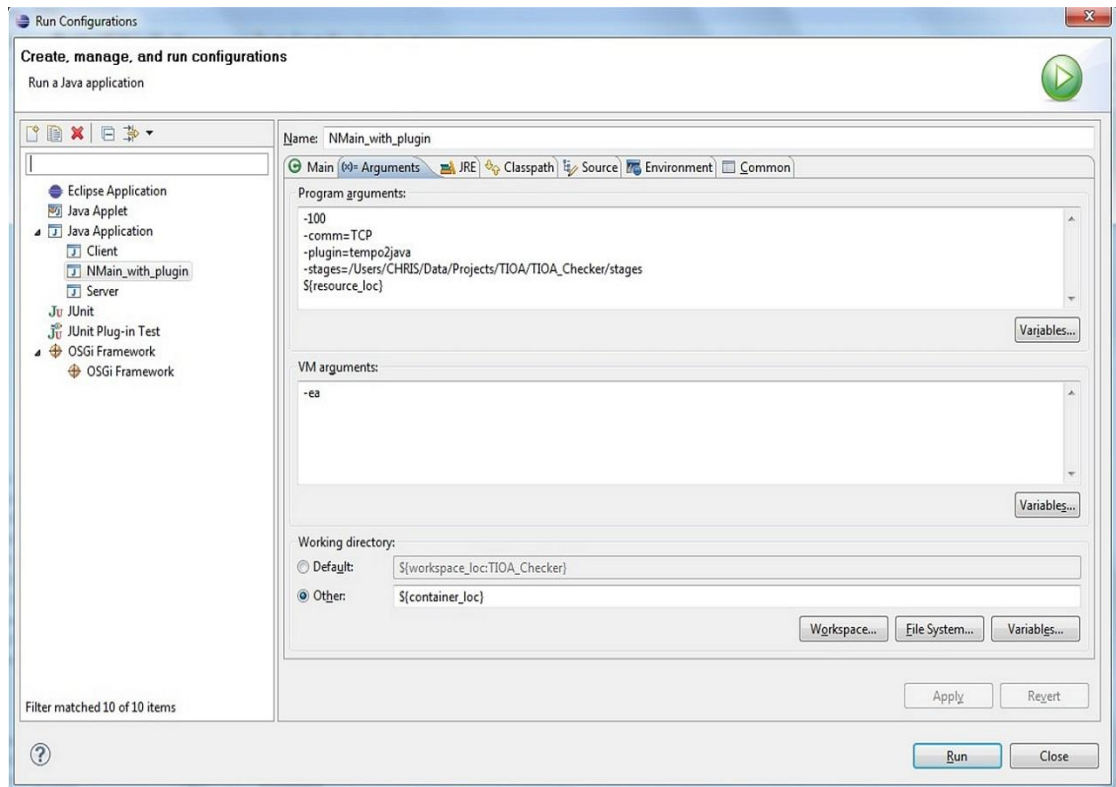 Run Configurations
Create, manage, and run configurations
Run a Java application
Name: NMain_with_plugin
Main (x)= Arguments JRE Classpath Source Environment Common
Eclipse Application
Java Applet
Java Application
Client
NMain_with_plugin
Server
JUnit
JUnit Plug-in Test
OSGi Framework
OSGi Framework
Filter matched 10 of 10 items
Program arguments:
-100
-comm=TCP
-plugin=tempo2java
-stages=/Users/CHRIS/Data/Projects/TIOA/TIOA_Checker/stages
${resource_loc}
Variables...
VM arguments:
-ea
Variables...
Working directory:
Default: ${workspace_loc:TIOA_Checker}
Other: ${container_loc}
Workspace... File System... Variables...
Apply Revert
Run Close